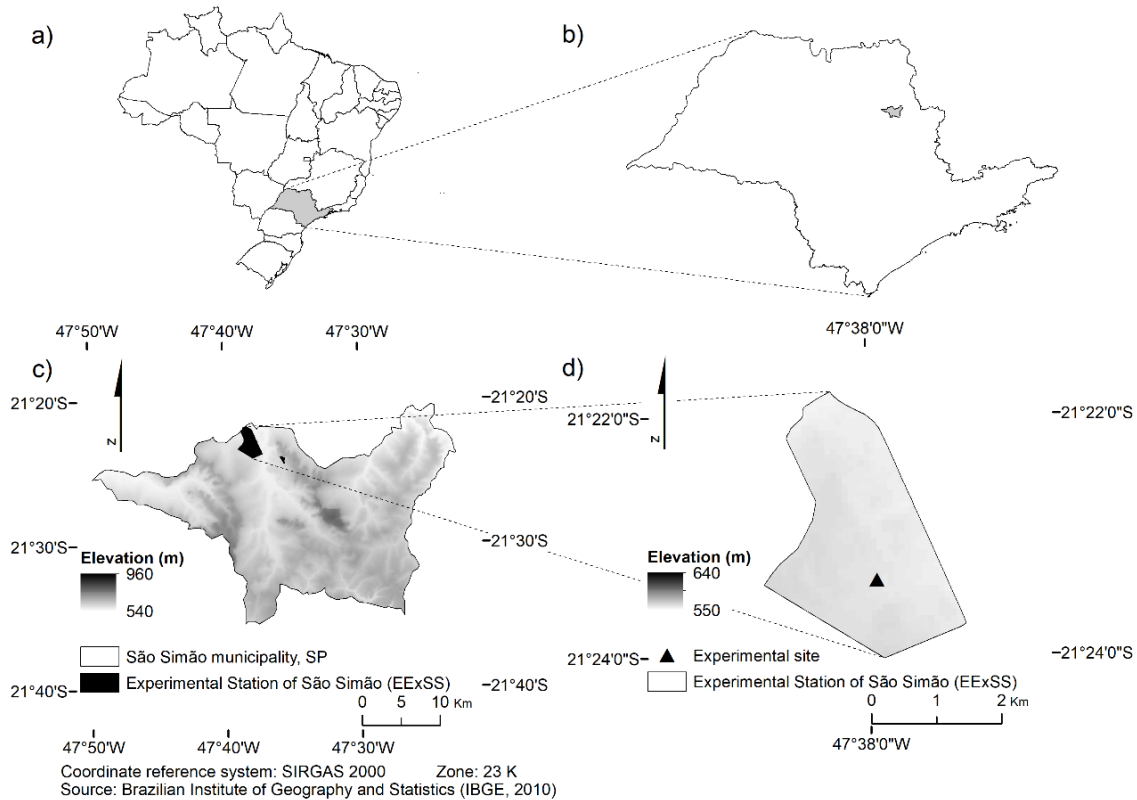 a)
b)
47°50'W
47°40'W
47°30'W
47°38'0"W
c)
d)
21°20'S
21°20'S
21°22'0"S
21°22'0"S
z
z
21°30'S
21°30'S
Elevation (m)
960
540
Elevation (m)
640
550
São Simão municipality, SP
Experimental site
21°24'0"S
21°24'0"S
Experimental Station of São Simão (EExSS)
Experimental Station of São Simão (EExSS)
21°40'S
21°40'S
0 5 10 Km
0 1 2 Km
47°50'W
47°40'W
47°30'W
47°38'0"W
Coordinate reference system: SIRGAS 2000 Zone: 23 K
Source: Brazilian Institute of Geography and Statistics (IBGE, 2010)